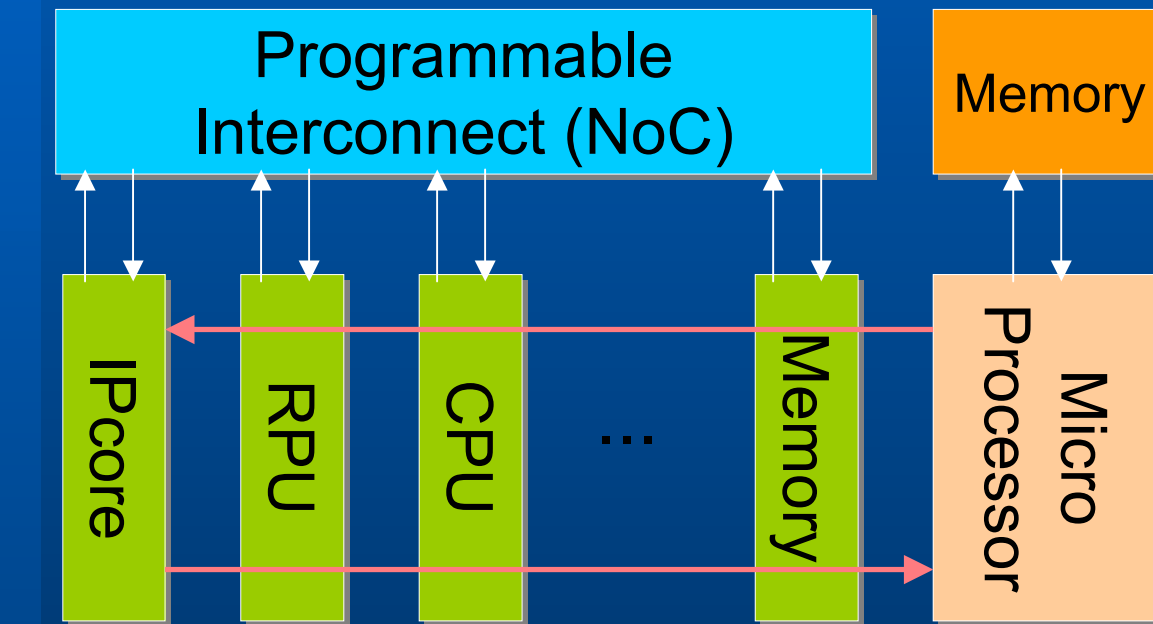 Programmable
Interconnect (NoC)
Memory
IPcore
RPU
CPU
...
Memory
Micro
Processor